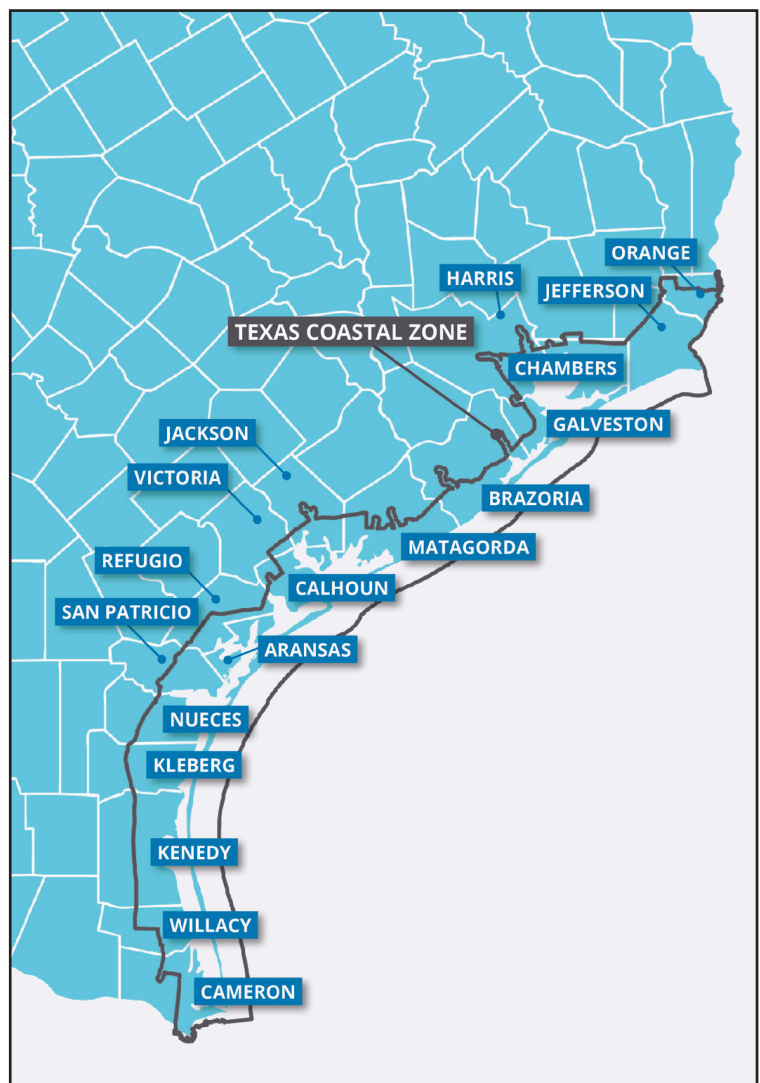 ORANGE
HARRIS
JEFFERSON
TEXAS COASTAL ZONE
CHAMBERS
GALVESTON
JACKSON
VICTORIA
BRAZORIA
MATAGORDA
REFUGIO
CALHOUN
SAN PATRICIO
ARANSAS
NUECES
KLEBERG
KENEDY
WILLACY
CAMERON